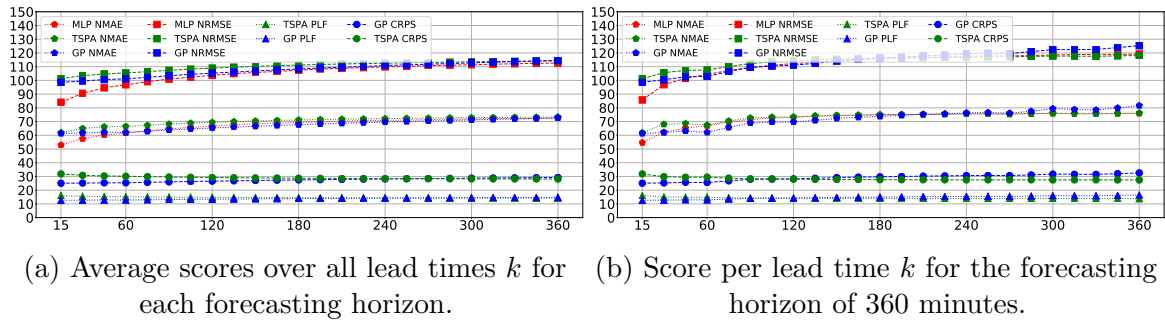 150
140
130
120
110
100
90
80
70
60
50
40
30
20
10
0
MLP NMAE
TSPA NMAE
GP NMAE
MLP NRMSE
TSPA NRMSE
GP NRMSE
TSPA PLF
GP PLF
GP CRPS
TSPA CRPS
15 60 120 180 240 300 360
150
140
130
120
110
100
90
80
70
60
50
40
30
20
10
0
MLP NMAE
TSPA NMAE
GP NMAE
MLP NRMSE
TSPA NRMSE
GP NRMSE
TSPA PLF
GP PLF
GP CRPS
TSPA CRPS
15 60 120 180 240 300 360
(a) Average scores over all lead times k for
each forecasting horizon.
(b) Score per lead time k for the forecasting
horizon of 360 minutes.